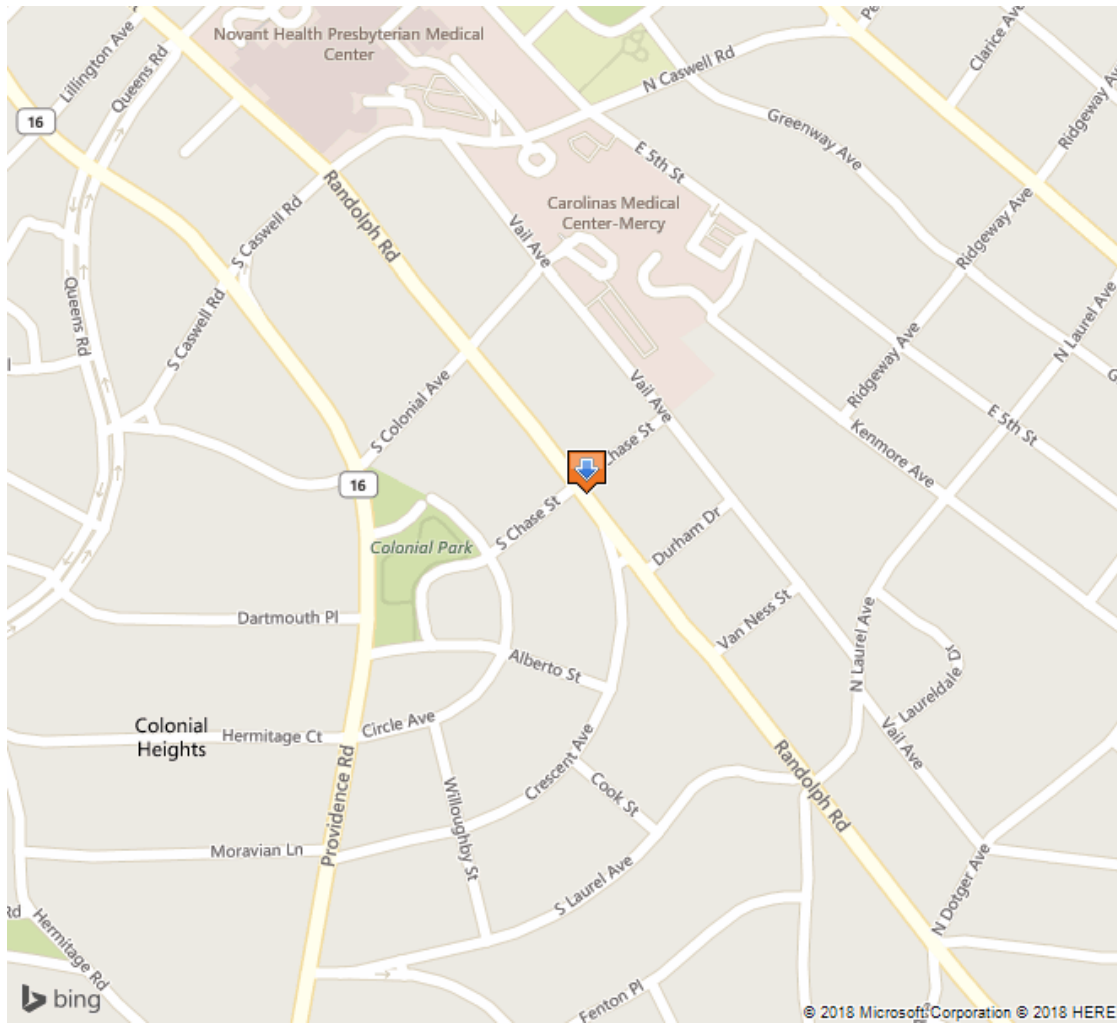 Novant Health Presbyterian Medical
Center
Lillington Ave
Queens Rd
16
N Caswell Rd
Clarice Ave
Ridgeway Ave
Greenway Ave
E 5th St
Randolph Rd
S Caswell Rd
Carolinas Medical
Center-Mercy
Vail Ave
Ridgeway Ave
Queens Rd
S Caswell Rd
N Laurel Ave
S Colonial Ave
Vail Ave
Ridgeway Ave
E 5th St
Kenmore Ave
Chase St
16
S Chase St
Colonial Park
Durham Dr
Dartmouth Pl
Van Ness St
N Laurel Ave
Laureldale Dr
Alberto St
Colonial
Heights
Hermitage Ct
Circle Ave
Vail Ave
Crescent Ave
Randolph Rd
Providence Rd
Willoughby St
Cook St
Moravian Ln
S Laurel Ave
N Dotger Ave
Rd
Hermitage Rd
Fenton Pl
bing
© 2018 Microsoft Corporation © 2018 HERE